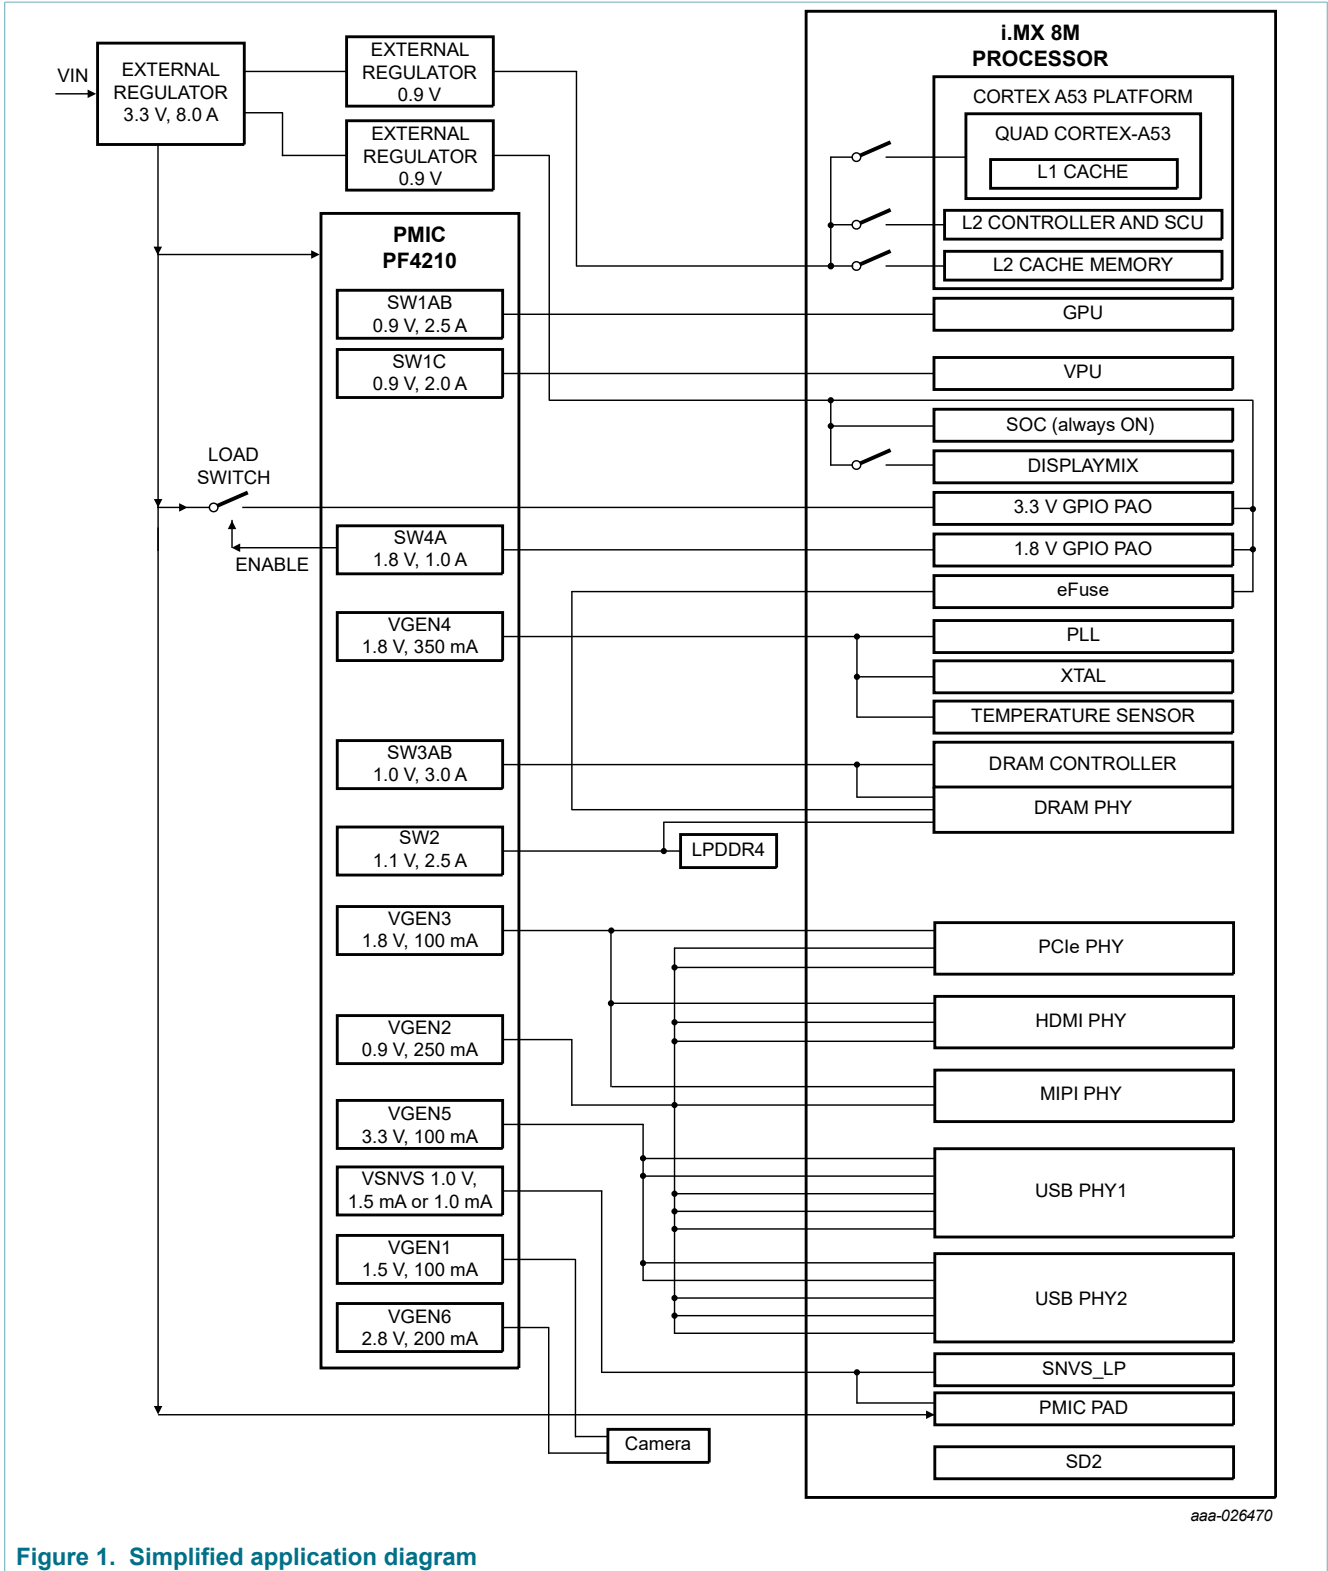 i.MX 8M
PROCESSOR
VIN
EXTERNAL
REGULATOR
3.3 V, 8.0 A
EXTERNAL
REGULATOR
0.9 V
EXTERNAL
REGULATOR
0.9 V
CORTEX A53 PLATFORM
QUAD CORTEX-A53
L1 CACHE
L2 CONTROLLER AND SCU
L2 CACHE MEMORY
PMIC
PF4210
SW1AB
0.9 V, 2.5 A
GPU
SW1C
0.9 V, 2.0 A
VPU
SOC (always ON)
DISPLAYMIX
LOAD
SWITCH
3.3 V GPIO PAO
ENABLE
SW4A
1.8 V, 1.0 A
1.8 V GPIO PAO
eFuse
VGEN4
1.8 V, 350 mA
PLL
XTAL
TEMPERATURE SENSOR
SW3AB
1.0 V, 3.0 A
DRAM CONTROLLER
DRAM PHY
SW2
1.1 V, 2.5 A
LPDDR4
VGEN3
1.8 V, 100 mA
PCIe PHY
HDMI PHY
VGEN2
0.9 V, 250 mA
MIPI PHY
VGEN5
3.3 V, 100 mA
VSNVS 1.0 V,
1.5 mA or 1.0 mA
USB PHY1
VGEN1
1.5 V, 100 mA
USB PHY2
VGEN6
2.8 V, 200 mA
SNVS_LP
PMIC PAD
Camera
SD2
aaa-026470
Figure 1. Simplified application diagram